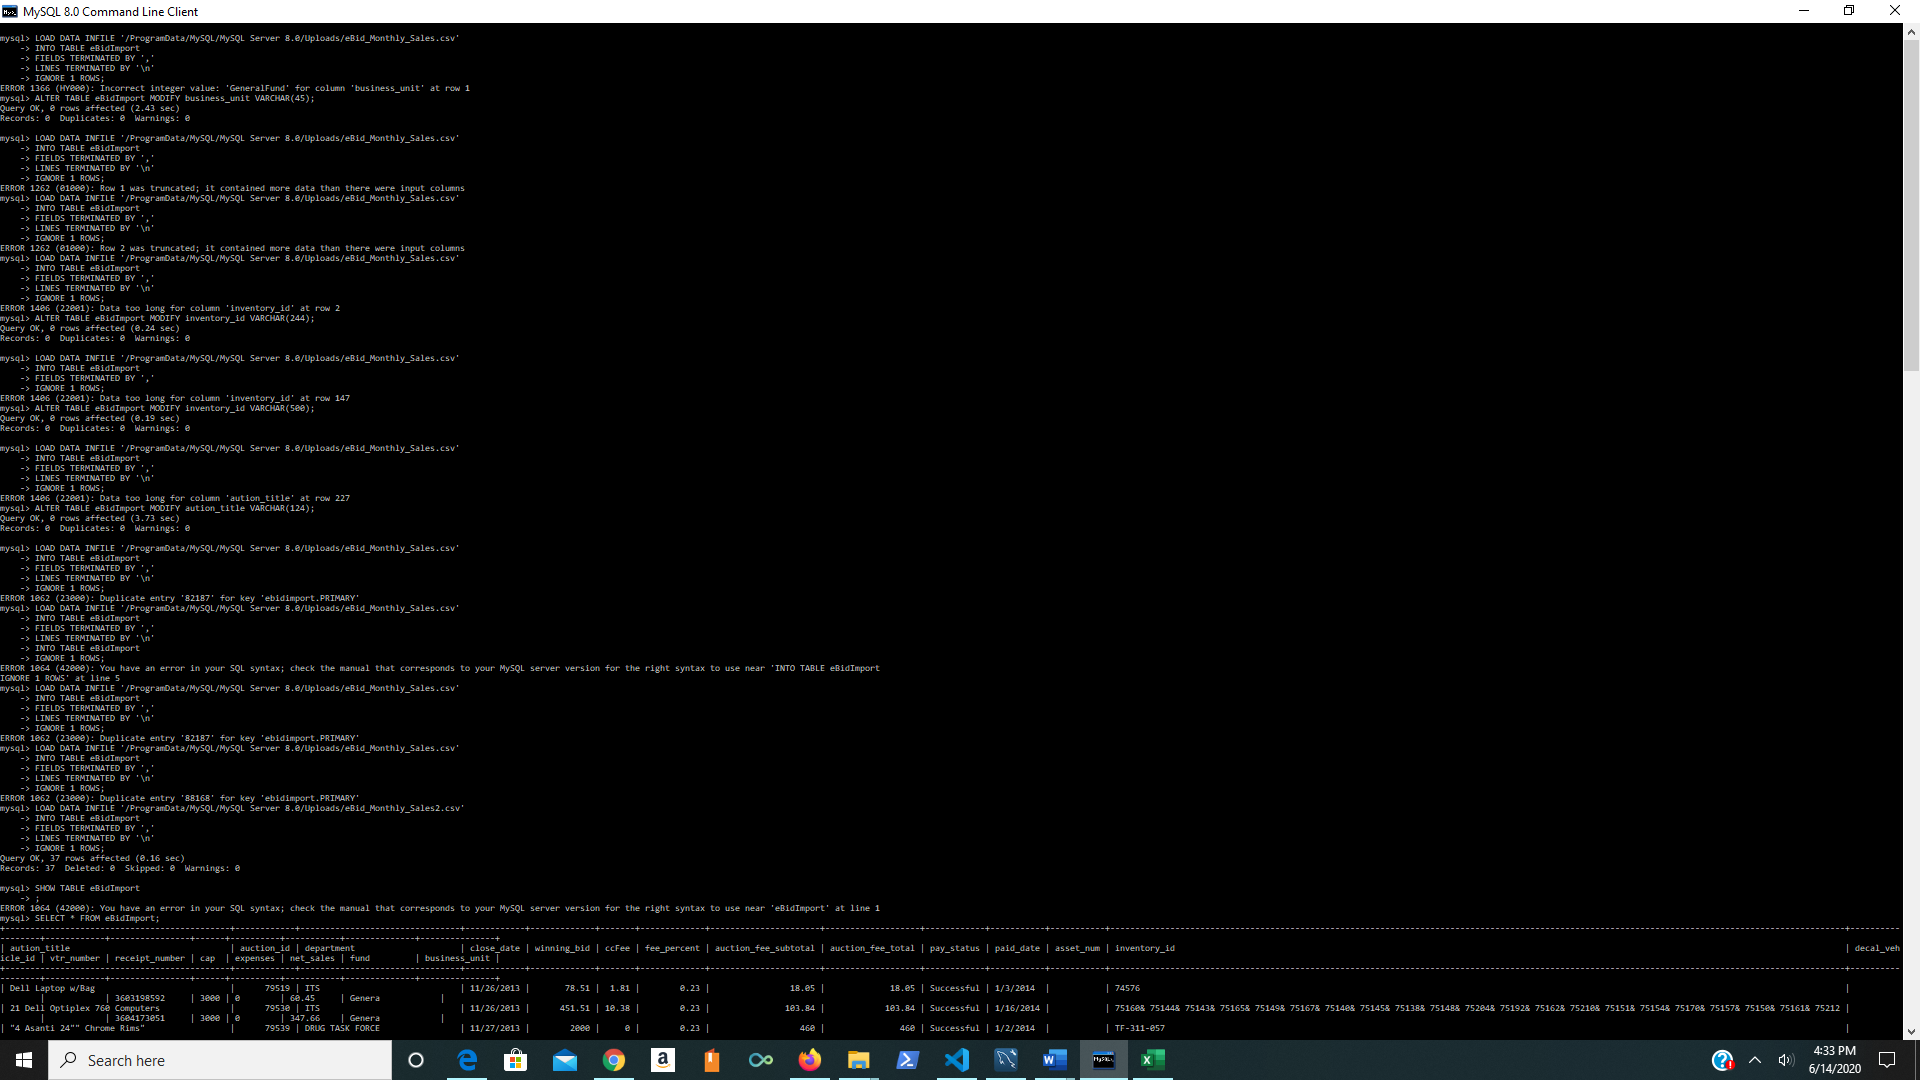 MySQL 8.0 Command Line Client
mysql> LOAD DATA INFILE '/ProgramData/MySQL/MySQL Server 8.0/Uploads/eBid_Monthly_Sales.csv'
-> INTO TABLE eBidImport
-> FIELDS TERMINATED BY ','
-> LINES TERMINATED BY '\n'
-> IGNORE 1 ROWS;
ERROR 1366 (HY000): Incorrect integer value: 'GeneralFund' for column 'business_unit' at row 1
mysql> ALTER TABLE eBidImport MODIFY business_unit VARCHAR(45);
Query OK, 0 rows affected (2.43 sec)
Records: 0  Duplicates: 0  Warnings: 0
mysql> LOAD DATA INFILE '/ProgramData/MySQL/MySQL Server 8.0/Uploads/eBid_Monthly_Sales.csv'
-> INTO TABLE eBidImport
-> FIELDS TERMINATED BY ','
-> LINES TERMINATED BY '\n'
-> IGNORE 1 ROWS;
ERROR 1262 (01000): Row 1 was truncated; it contained more data than there were input columns
mysql> LOAD DATA INFILE '/ProgramData/MySQL/MySQL Server 8.0/Uploads/eBid_Monthly_Sales.csv'
-> INTO TABLE eBidImport
-> FIELDS TERMINATED BY ','
-> LINES TERMINATED BY '\n'
-> IGNORE 1 ROWS;
ERROR 1262 (01000): Row 2 was truncated; it contained more data than there were input columns
mysql> LOAD DATA INFILE '/ProgramData/MySQL/MySQL Server 8.0/Uploads/eBid_Monthly_Sales.csv'
-> INTO TABLE eBidImport
-> FIELDS TERMINATED BY ','
-> LINES TERMINATED BY '\n'
-> IGNORE 1 ROWS;
ERROR 1406 (22001): Data too long for column 'inventory_id' at row 2
mysql> ALTER TABLE eBidImport MODIFY inventory_id VARCHAR(244);
Query OK, 0 rows affected (0.24 sec)
Records: 0  Duplicates: 0  Warnings: 0
mysql> LOAD DATA INFILE '/ProgramData/MySQL/MySQL Server 8.0/Uploads/eBid_Monthly_Sales.csv'
-> INTO TABLE eBidImport
-> FIELDS TERMINATED BY ','
-> IGNORE 1 ROWS;
ERROR 1406 (22001): Data too long for column 'inventory_id' at row 147
mysql> ALTER TABLE eBidImport MODIFY inventory_id VARCHAR(500);
Query OK, 0 rows affected (0.19 sec)
Records: 0  Duplicates: 0  Warnings: 0
mysql> LOAD DATA INFILE '/ProgramData/MySQL/MySQL Server 8.0/Uploads/eBid_Monthly_Sales.csv'
-> INTO TABLE eBidImport
-> FIELDS TERMINATED BY ','
-> LINES TERMINATED BY '\n'
-> IGNORE 1 ROWS;
ERROR 1406 (22001): Data too long for column 'aution_title' at row 227
mysql> ALTER TABLE eBidImport MODIFY aution_title VARCHAR(124);
Query OK, 0 rows affected (3.73 sec)
Records: 0  Duplicates: 0  Warnings: 0
mysql> LOAD DATA INFILE '/ProgramData/MySQL/MySQL Server 8.0/Uploads/eBid_Monthly_Sales.csv'
-> INTO TABLE eBidImport
-> FIELDS TERMINATED BY ','
-> LINES TERMINATED BY '\n'
-> IGNORE 1 ROWS;
ERROR 1062 (23000): Duplicate entry '82187' for key 'ebidimport.PRIMARY'
mysql> LOAD DATA INFILE '/ProgramData/MySQL/MySQL Server 8.0/Uploads/eBid_Monthly_Sales.csv'
-> INTO TABLE eBidImport
-> FIELDS TERMINATED BY ','
-> LINES TERMINATED BY '\n'
-> INTO TABLE eBidImport
-> IGNORE 1 ROWS;
ERROR 1064 (42000): You have an error in your SQL syntax; check the manual that corresponds to your MySQL server version for the right syntax to use near 'INTO TABLE eBidImport
IGNORE 1 ROWS' at line 5
mysql> LOAD DATA INFILE '/ProgramData/MySQL/MySQL Server 8.0/Uploads/eBid_Monthly_Sales.csv'
-> INTO TABLE eBidImport
-> FIELDS TERMINATED BY ','
-> LINES TERMINATED BY '\n'
-> IGNORE 1 ROWS;
ERROR 1062 (23000): Duplicate entry '82187' for key 'ebidimport.PRIMARY'
mysql> LOAD DATA INFILE '/ProgramData/MySQL/MySQL Server 8.0/Uploads/eBid_Monthly_Sales.csv'
-> INTO TABLE eBidImport
-> FIELDS TERMINATED BY ','
-> LINES TERMINATED BY '\n'
-> IGNORE 1 ROWS;
ERROR 1062 (23000): Duplicate entry '88168' for key 'ebidimport.PRIMARY'
mysql> LOAD DATA INFILE '/ProgramData/MySQL/MySQL Server 8.0/Uploads/eBid_Monthly_Sales2.csv'
-> INTO TABLE eBidImport
-> FIELDS TERMINATED BY ','
-> LINES TERMINATED BY '\n'
-> IGNORE 1 ROWS;
Query OK, 37 rows affected (0.16 sec)
Records: 37  Deleted: 0  Skipped: 0  Warnings: 0
mysql> SHOW TABLE eBidImport
-> ;
ERROR 1064 (42000): You have an error in your SQL syntax; check the manual that corresponds to your MySQL server version for the right syntax to use near 'eBidImport' at line 1
mysql> SELECT * FROM eBidImport;
| aution_title | auction_id | department | close_date | winning_bid | ccFee | fee_percent | auction_fee_subtotal | auction_fee_total | pay_status | paid_date | asset_num | inventory_id | decal_veh
icle_id | vtr_number | receipt_number | cap | expenses | net_sales | fund | business_unit |
| Dell Laptop w/Bag | 79519 | ITS | 11/26/2013 | 78.51 | 1.81 | 0.23 | 18.05 | 18.05 | Successful | 1/3/2014 | | 74576 |
| | 3603198592 | 3000 | 0 | 60.45 | Genera |
| 21 Dell Optiplex 760 Computers | 79530 | ITS | 11/26/2013 | 451.51 | 10.38 | 0.23 | 103.84 | 103.84 | Successful | 1/16/2014 | | 75160& 75144& 75143& 75165& 75149& 75167& 75140& 75145& 75138& 75148& 75204& 75192& 75162& 75210& 75151& 75154& 75170& 75157& 75150& 75161& 75212 |
| | 3604173051 | 3000 | 0 | 347.66 | Genera |
| "4 Asanti 24"" Chrome Rims" | 79539 | DRUG TASK FORCE | 11/27/2013 | 2000 | 0 | 0.23 | 460 | 460 | Successful | 1/2/2014 | | TF-311-057 |
Search here
4:33 PM
6/14/2020